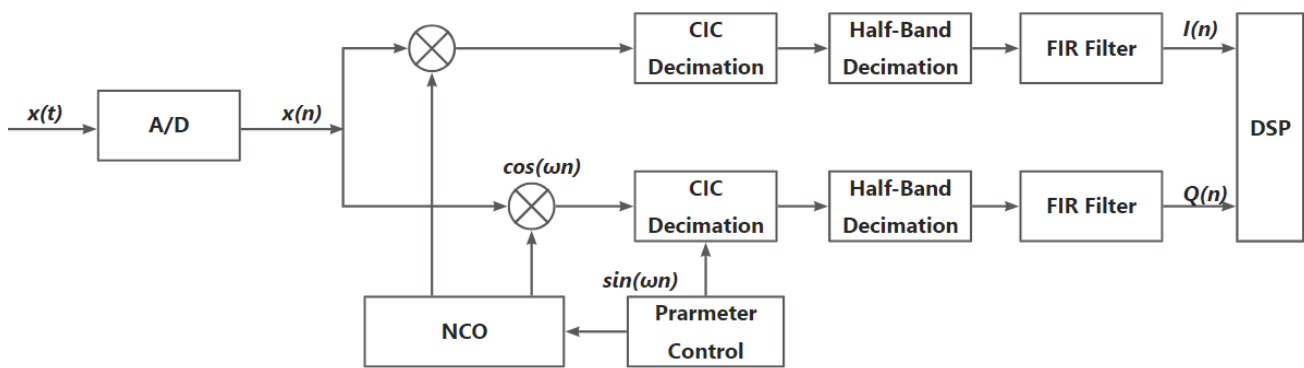 CIC
Decimation
Half-Band
Decimation
FIR Filter
I(n)
x(t)
A/D
x(n)
DSP
cos(ωn)
CIC
Decimation
Half-Band
Decimation
FIR Filter
Q(n)
sin(ωn)
NCO
Prarmeter
Control